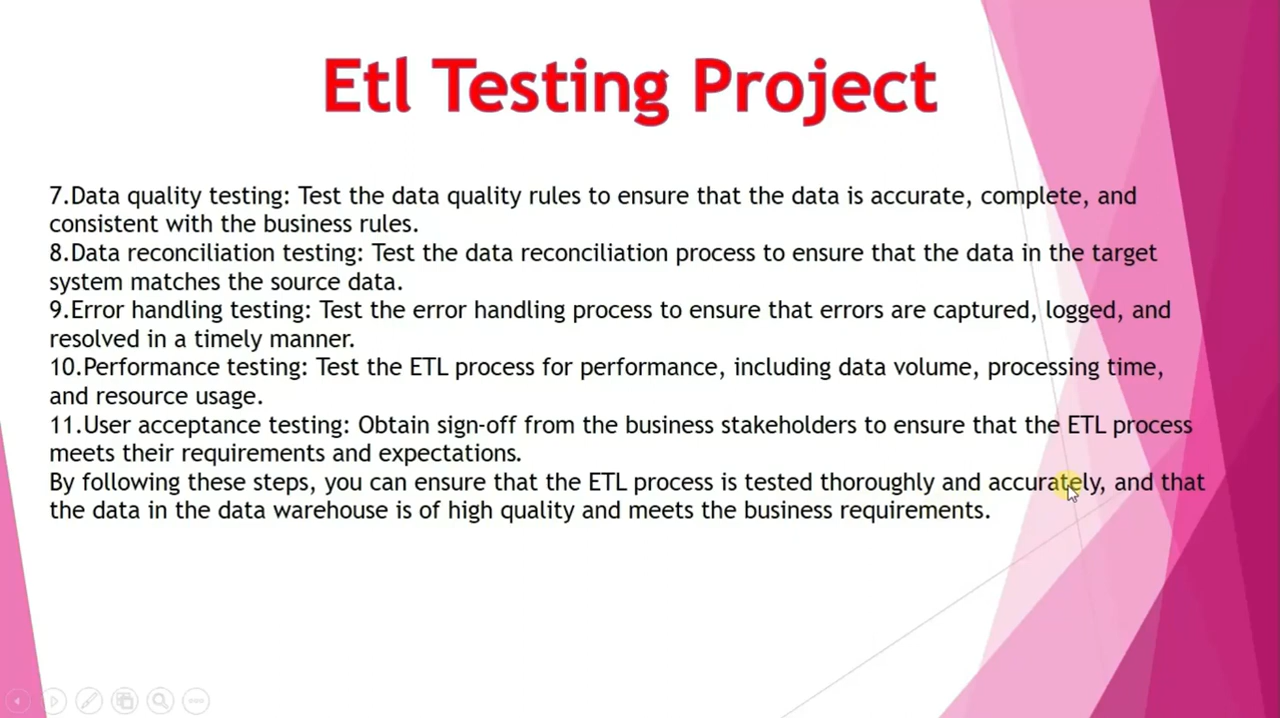 Etl Testing Project
7.Data quality testing: Test the data quality rules to ensure that the data is accurate, complete, and
consistent with the business rules.
8.Data reconciliation testing: Test the data reconciliation process to ensure that the data in the target
system matches the source data.
9.Error handling testing: Test the error handling process to ensure that errors are captured, logged, and
resolved in a timely manner.
10.Performance testing: Test the ETL process for performance, including data volume, processing time,
and resource usage.
11.User acceptance testing: Obtain sign-off from the business stakeholders to ensure that the ETL process
meets their requirements and expectations.
By following these steps, you can ensure that the ETL process is tested thoroughly and accurately, and that
the data in the data warehouse is of high quality and meets the business requirements.